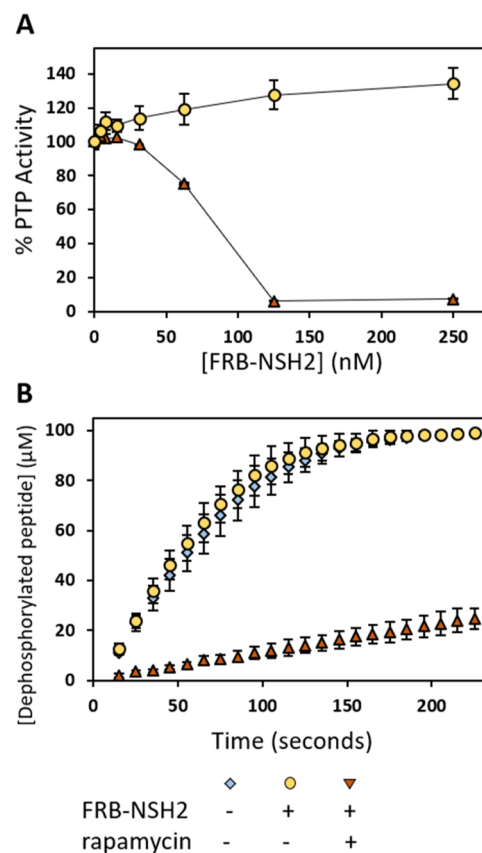 A
% PTP Activity
140
120
100
80
60
40
20
0
0 50 100 150 200 250
[FRB-NSH2] (nM)
B
[Dephosphorylated peptide] (µM)
100
80
60
40
20
0
0 50 100 150 200
Time (seconds)
FRB-NSH2 - + +
rapamycin - - +